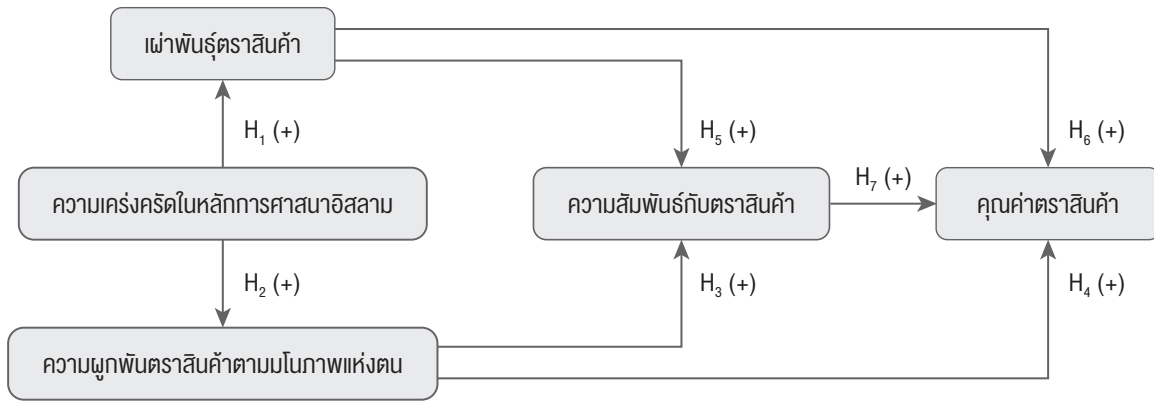 เผ่าพันธุ์ตราสินค้า
H₁ (+)
H₅ (+)
H₆ (+)
ความเคร่งครัดในหลักการศาสนาอิสลาม
ความสัมพันธ์กับตราสินค้า
H₇ (+)
คุณค่าตราสินค้า
H₂ (+)
H₃ (+)
H₄ (+)
ความผูกพันตราสินค้าตามมโนภาพแห่งตน